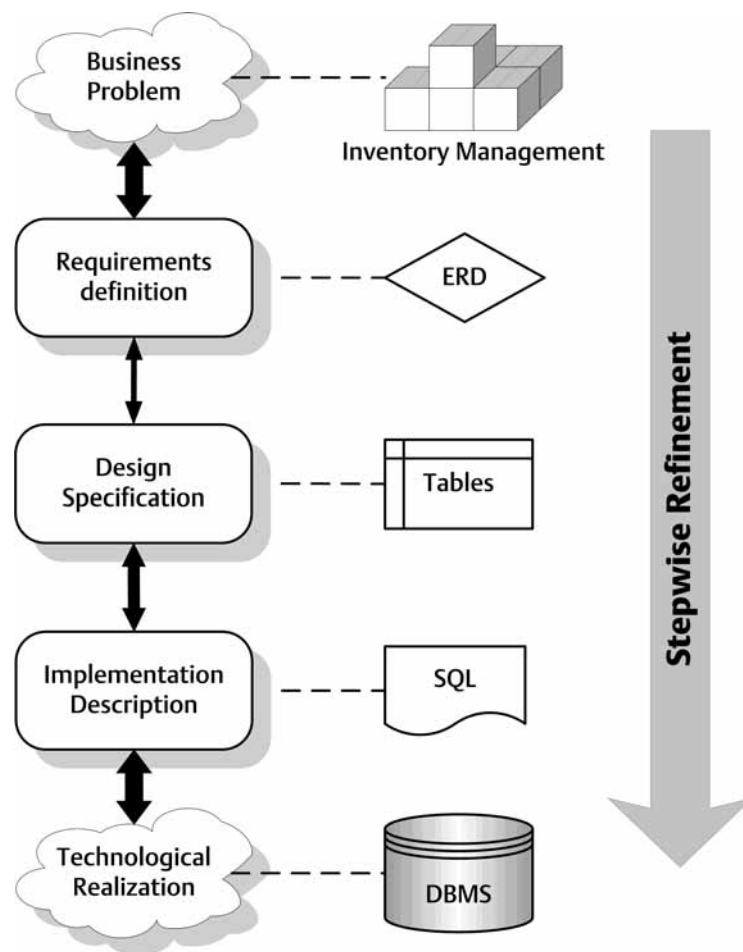 Business
Problem
Inventory Management
Requirements
definition
ERD
Design
Specification
Tables
Implementation
Description
SQL
Technological
Realization
DBMS
Stepwise Refinement